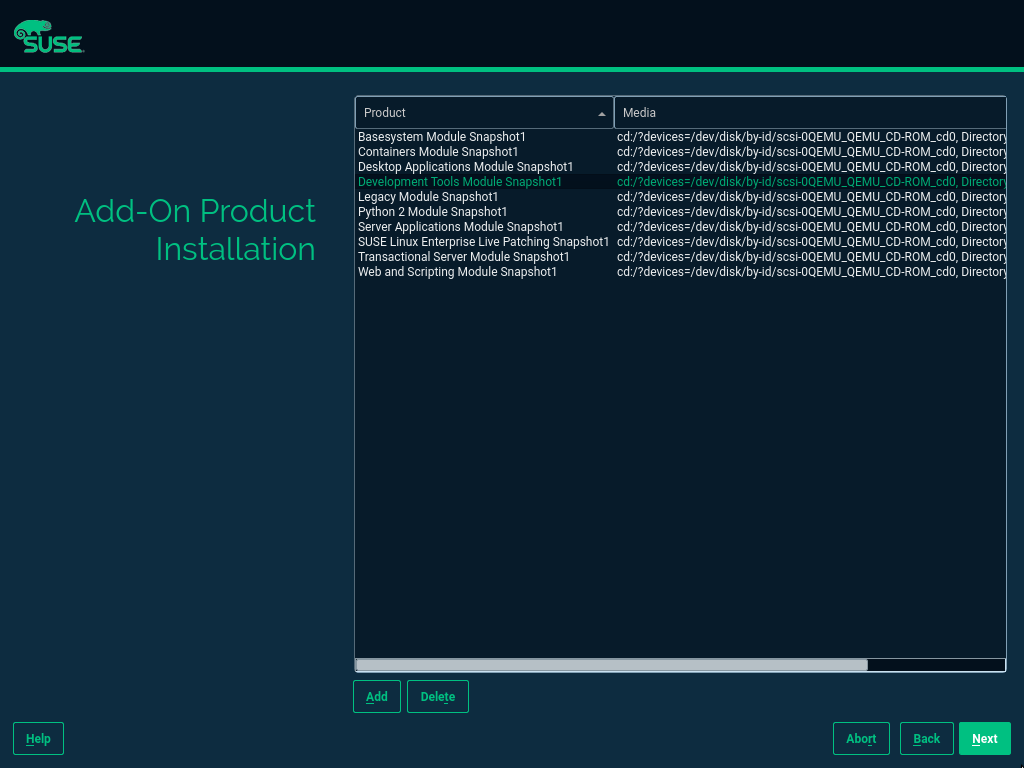 SUSE
Add-On Product
Installation
Product Media
Basesystem Module Snapshot1 cd:/?devices=/dev/disk/by-id/scsi-0QEMU_QEMU_CD-ROM_cd0, Directory
Containers Module Snapshot1 cd:/?devices=/dev/disk/by-id/scsi-0QEMU_QEMU_CD-ROM_cd0, Directory
Desktop Applications Module Snapshot1 cd:/?devices=/dev/disk/by-id/scsi-0QEMU_QEMU_CD-ROM_cd0, Directory
Development Tools Module Snapshot1 cd:/?devices=/dev/disk/by-id/scsi-0QEMU_QEMU_CD-ROM_cd0, Directory
Legacy Module Snapshot1 cd:/?devices=/dev/disk/by-id/scsi-0QEMU_QEMU_CD-ROM_cd0, Directory
Python 2 Module Snapshot1 cd:/?devices=/dev/disk/by-id/scsi-0QEMU_QEMU_CD-ROM_cd0, Directory
Server Applications Module Snapshot1 cd:/?devices=/dev/disk/by-id/scsi-0QEMU_QEMU_CD-ROM_cd0, Directory
SUSE Linux Enterprise Live Patching Snapshot1 cd:/?devices=/dev/disk/by-id/scsi-0QEMU_QEMU_CD-ROM_cd0, Directory
Transactional Server Module Snapshot1 cd:/?devices=/dev/disk/by-id/scsi-0QEMU_QEMU_CD-ROM_cd0, Directory
Web and Scripting Module Snapshot1 cd:/?devices=/dev/disk/by-id/scsi-0QEMU_QEMU_CD-ROM_cd0, Directory
Add Delete
Help Abort Back Next